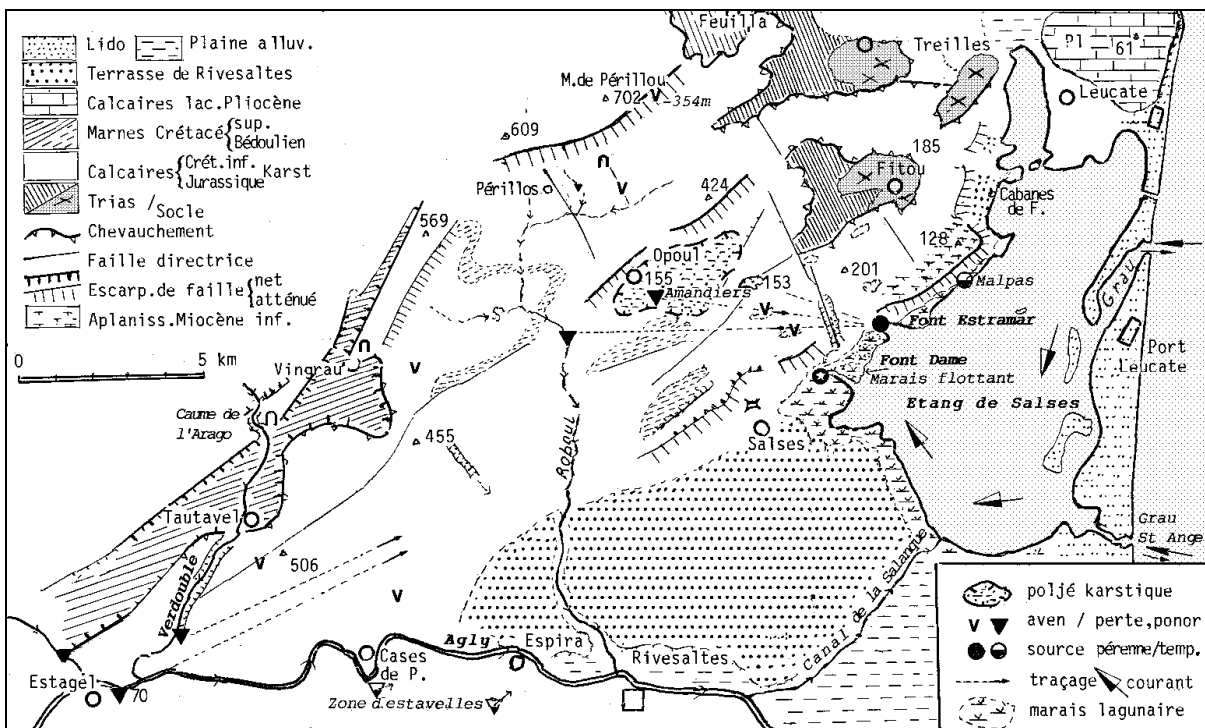 Lido Plaine alluv.
Terrasse de Rivesaltes
Calcaires lac. Pliocène
Marnes Crétacé { sup.
Bédoulien
Calcaires { Crét. inf. Karst
Jurassique
Trias / Socle
Chevauchement
Faille directrice
Escarp. de faille { net
atténué
Aplaniss. Miocène inf.
0 5 km
Feuilla
Treilles
Pl 61
Leucate
M. de Périllou
702 V -354m
609
185
Fitou
Périllos
424
Cabanes
de F.
569
Opoul
155
128
Amandiers
153
201
Malpas
Grau
Font Estramar
Vingrau
Port
Leucate
Font Dame
Marais flottant
Caune de
l'Arago
Etang de Salses
455
Roboul
Salses
Tautavel
Grau
St Ange
506
Verdouble
Canal de la Salanque
Agly
Espira
Cases
de P.
Rivesaltes
Estagel
70
Zone d'estavelles
poljé karstique
V aven / perte, ponor
source pérenne/temp.
traçage courant
marais lagunaire